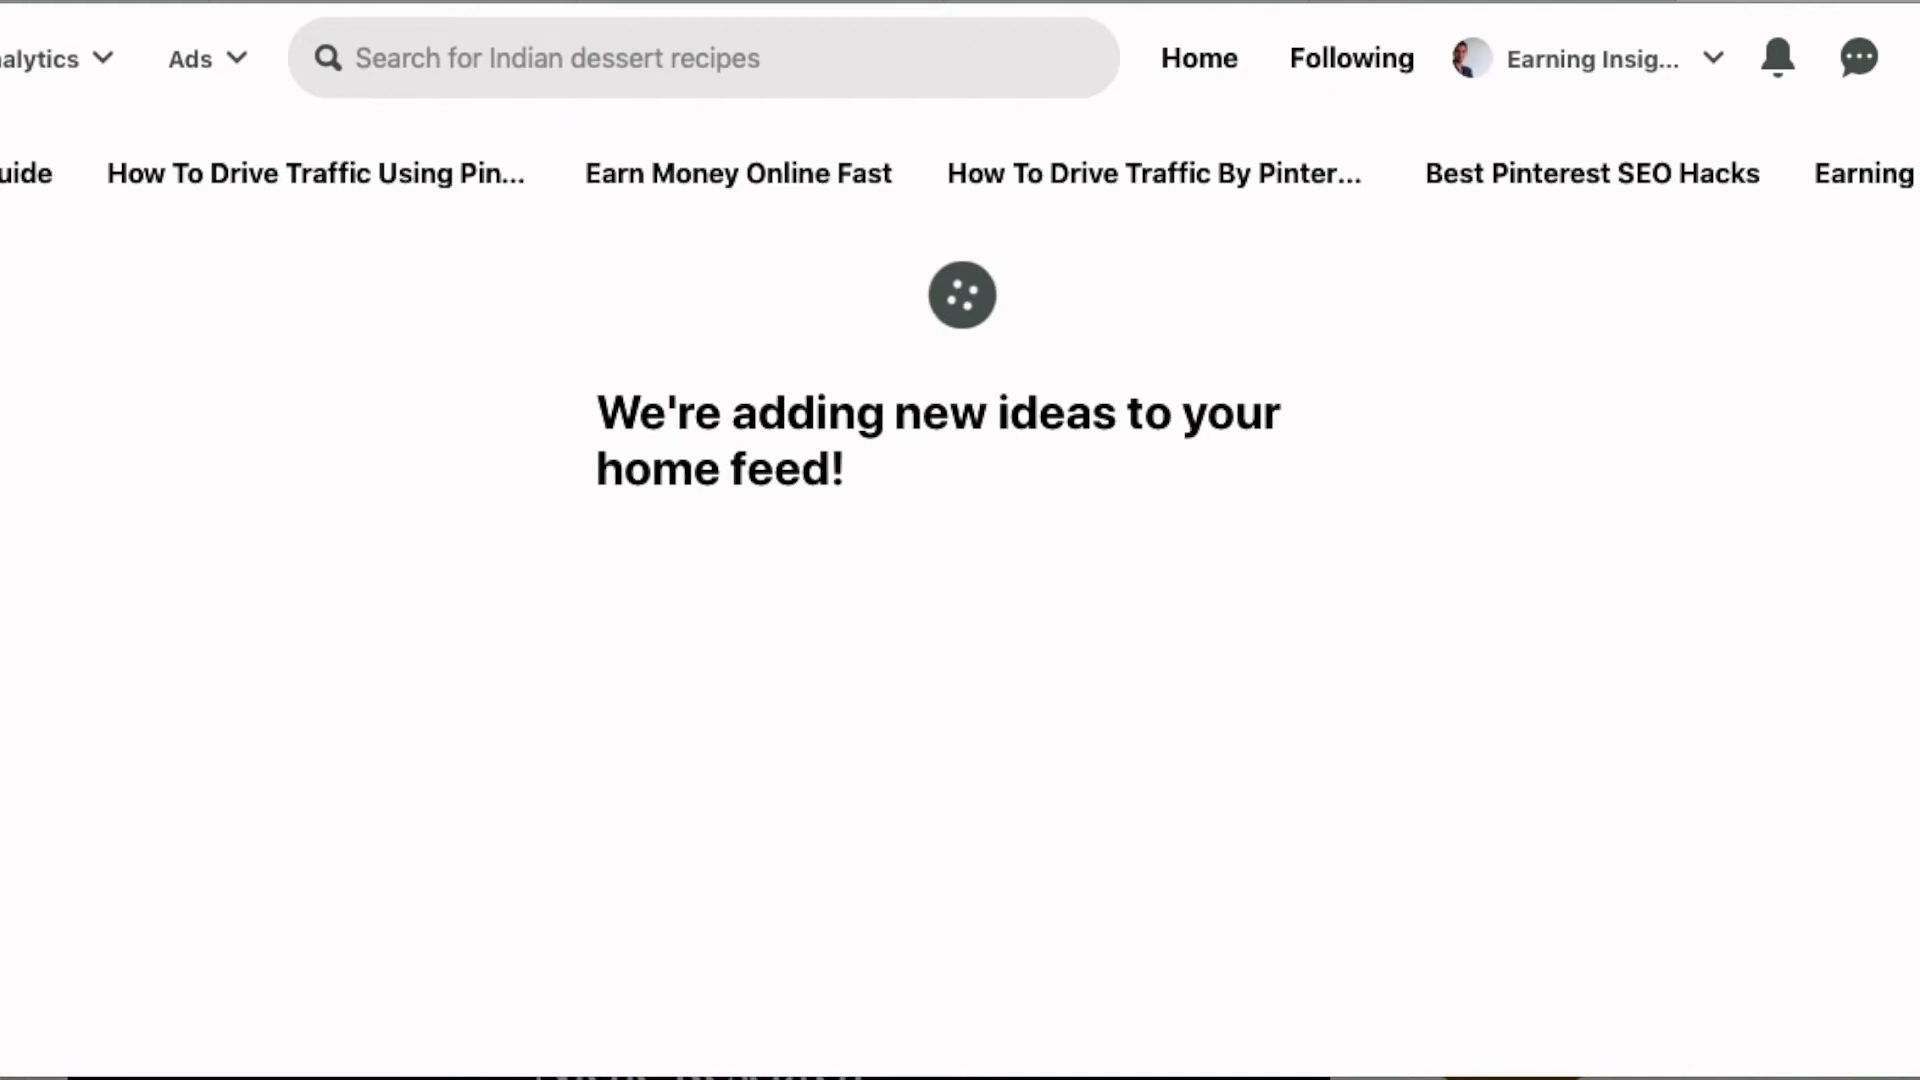 alytics Ads Search for Indian dessert recipes Home Following Earning Insig...
uide How To Drive Traffic Using Pin... Earn Money Online Fast How To Drive Traffic By Pinter... Best Pinterest SEO Hacks Earning
We're adding new ideas to your
home feed!